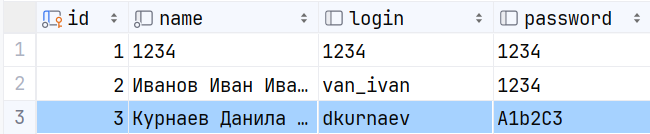 id name login password
1 1 1234 1234 1234
2 2 Иванов Иван Ива… van_ivan 1234
3 3 Курнаев Данила … dkurnaev A1b2C3